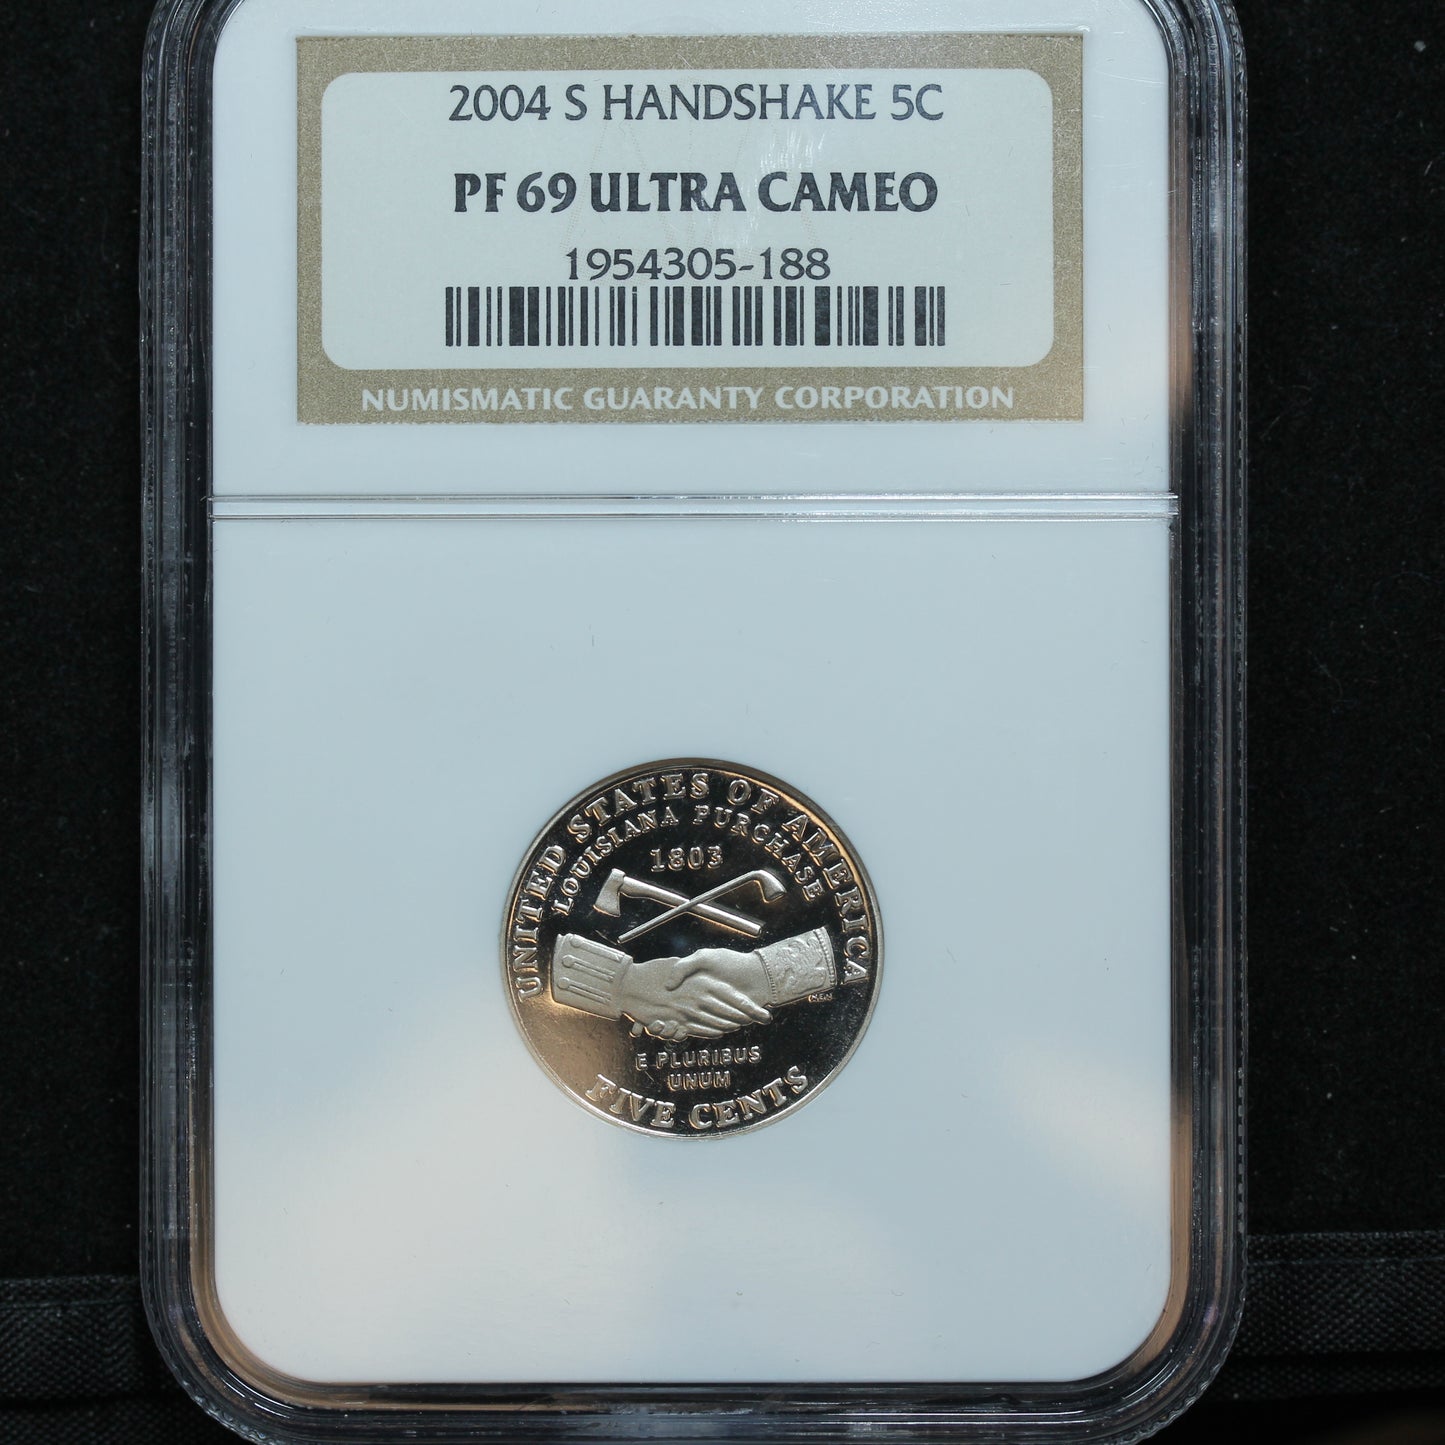 2004 S HANDSHAKE 5C
PF 69 ULTRA CAMEO
1954305-188
NUMISMATIC GUARANTY CORPORATION
UNITED STATES OF AMERICA
LOUISIANA PURCHASE
1803
E PLURIBUS
UNUM
FIVE CENTS